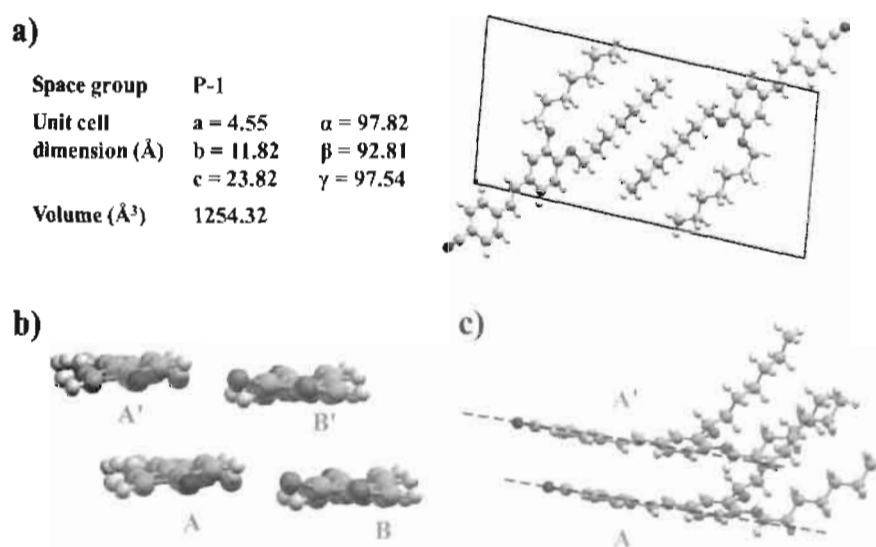 a)
Space group P-1
Unit cell a = 4.55 α = 97.82
dimension (Å) b = 11.82 β = 92.81
c = 23.82 γ = 97.54
Volume (Å³) 1254.32
b)
c)
A'
B'
A
B
A'
A